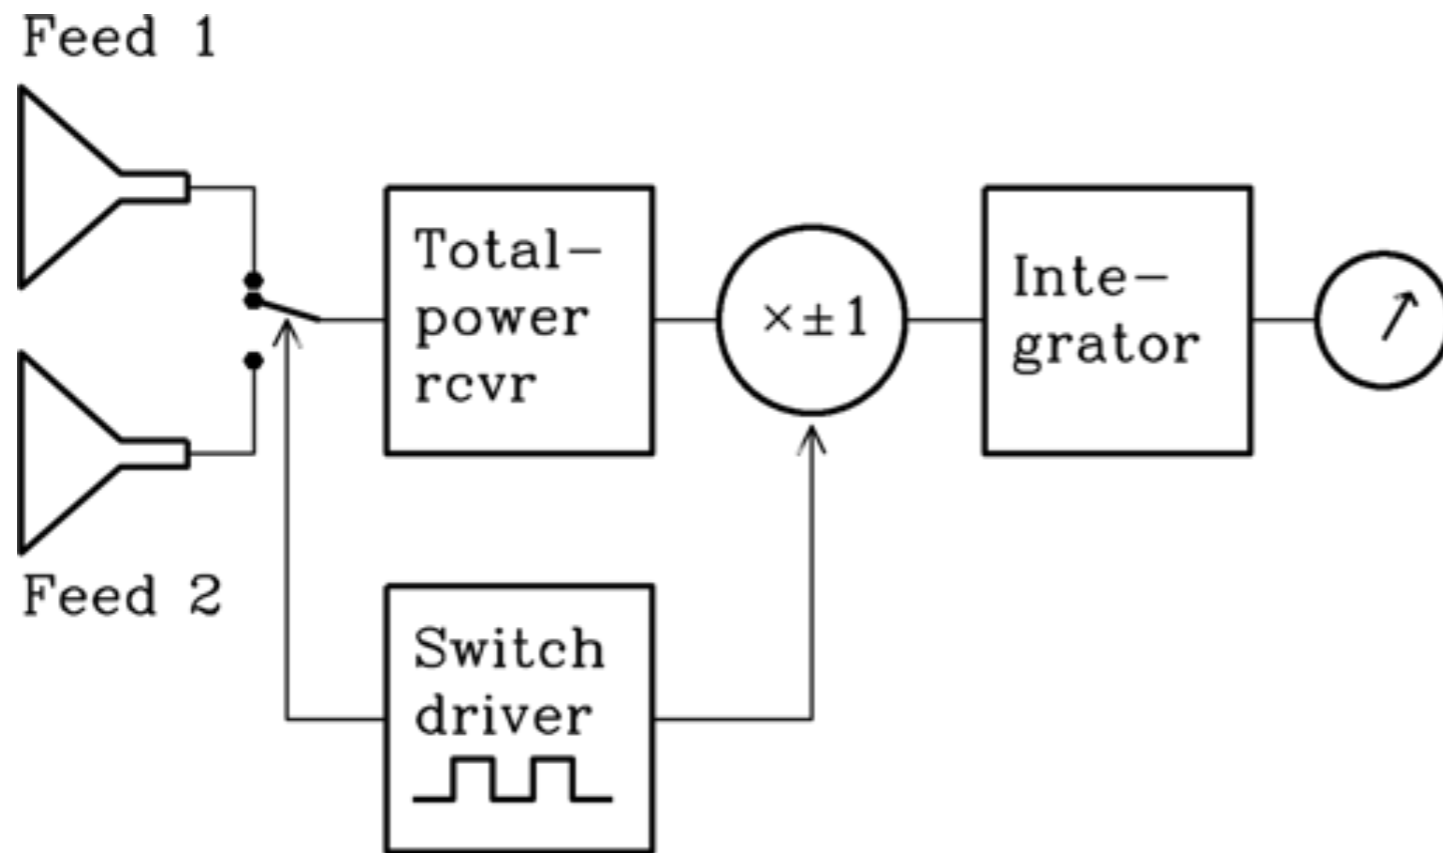 Feed 1
Total-
power
rcvr
×±1
Inte-
grator
Feed 2
Switch
driver